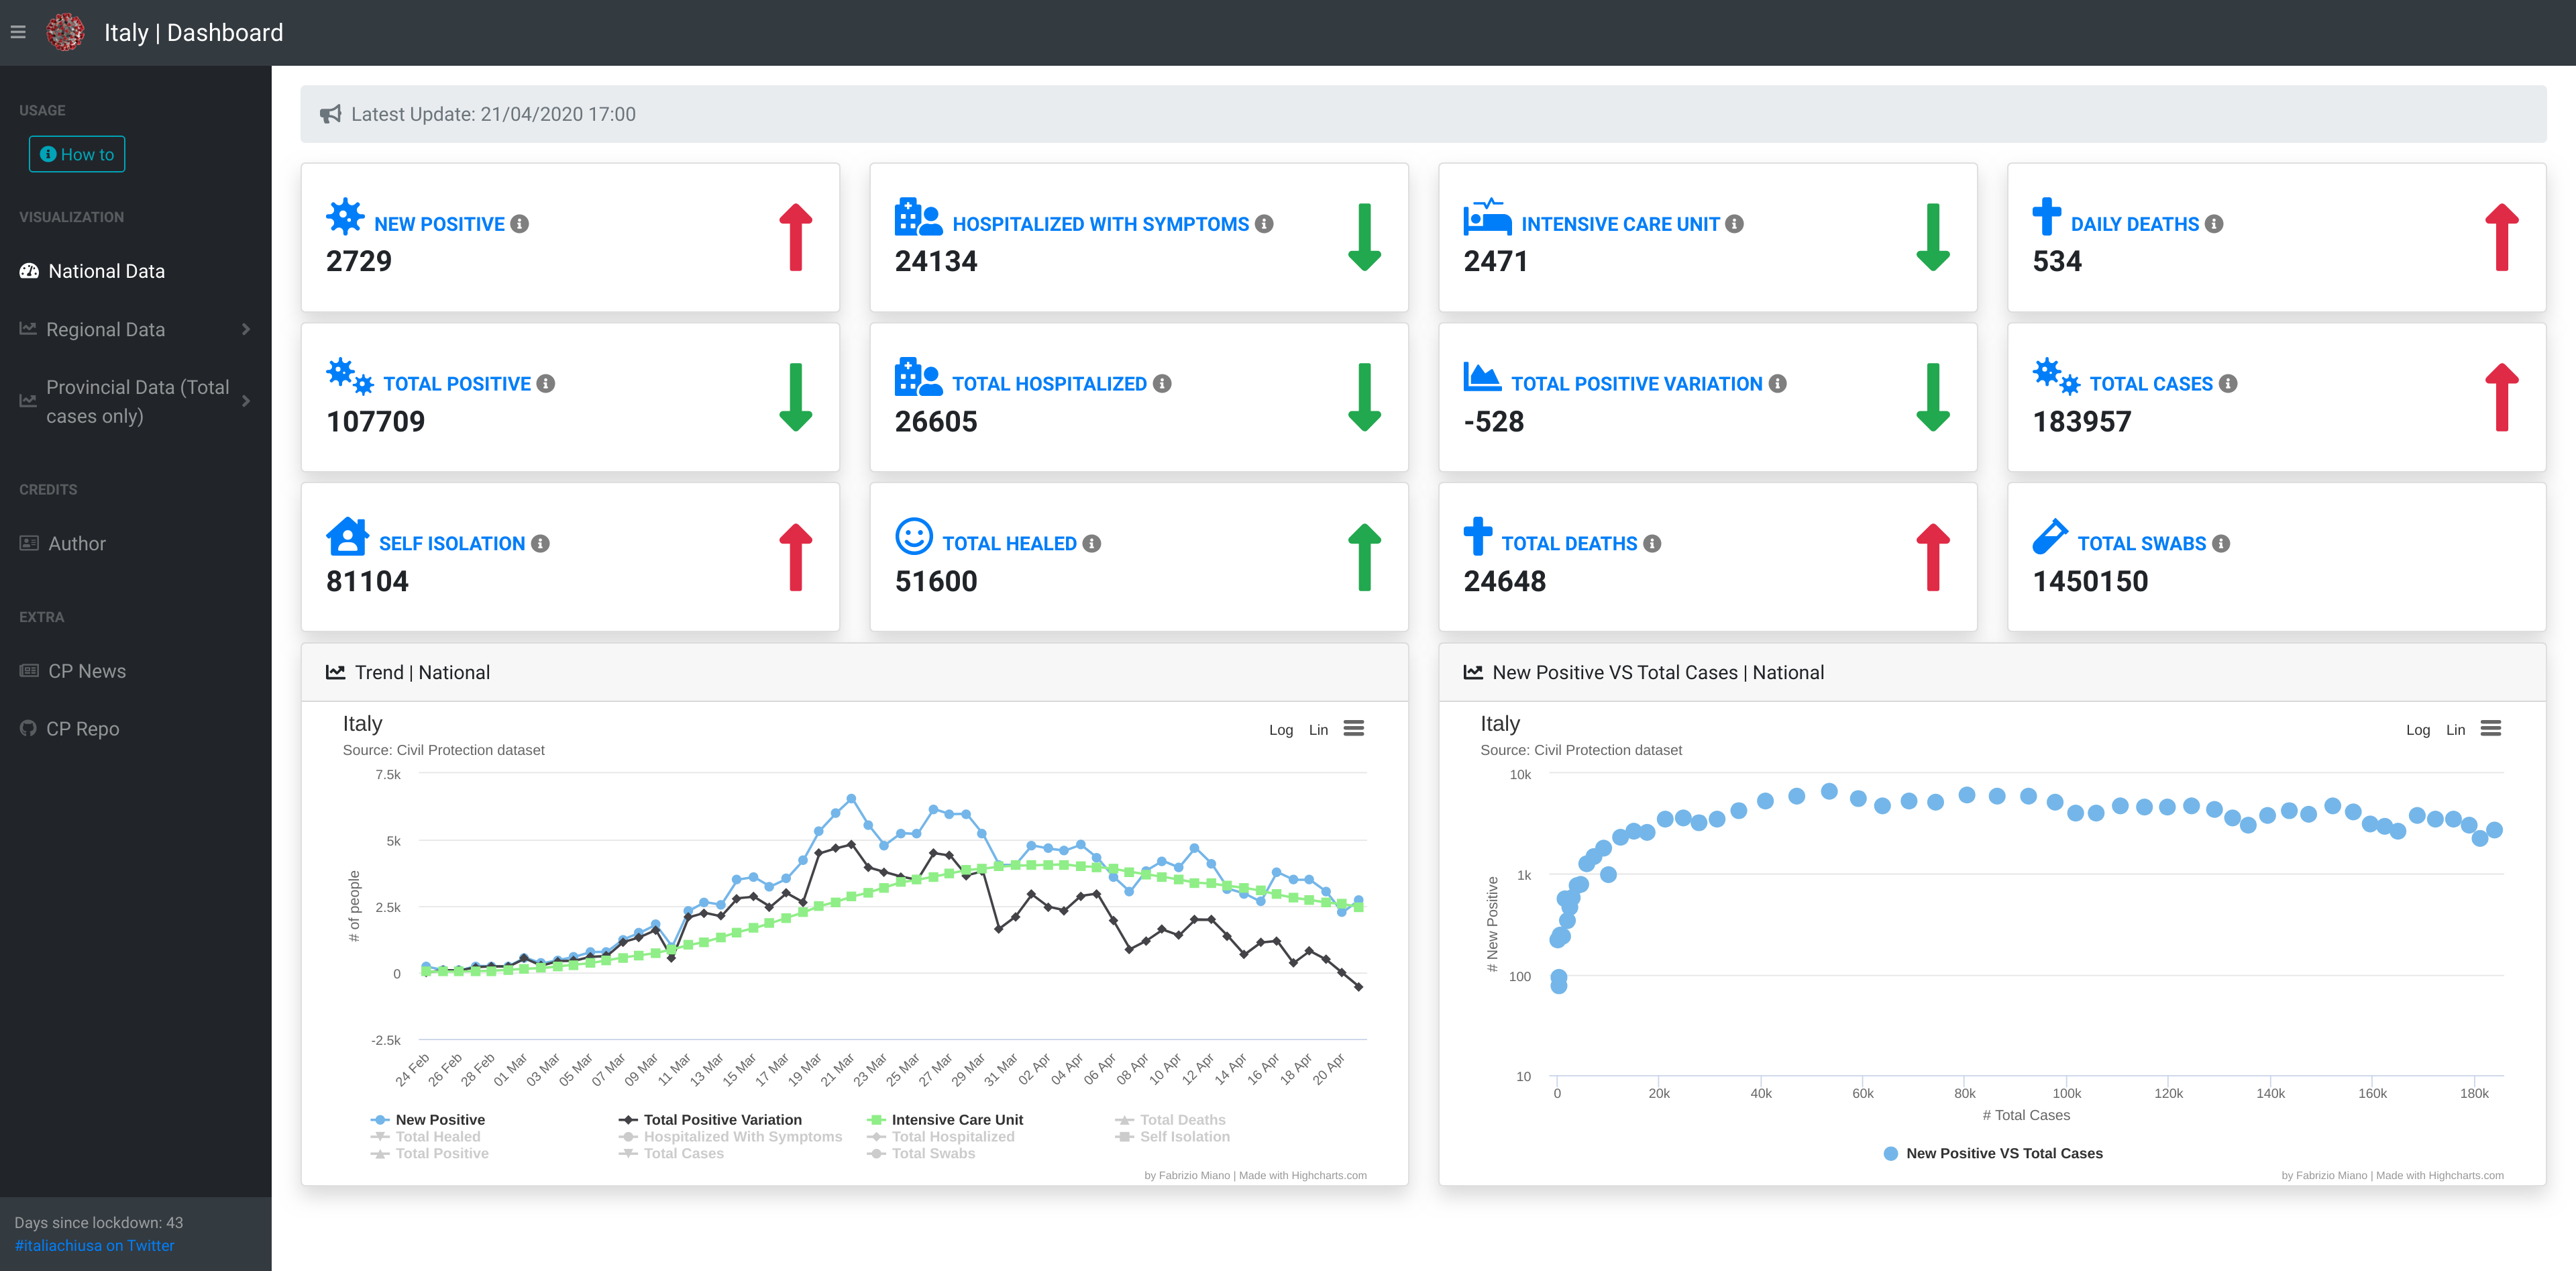 Italy | Dashboard
USAGE
How to
VISUALIZATION
National Data
Regional Data
Provincial Data (Total
cases only)
CREDITS
Author
EXTRA
CP News
CP Repo
Days since lockdown: 43
#italiachiusa on Twitter
Latest Update: 21/04/2020 17:00
NEW POSITIVE
2729
HOSPITALIZED WITH SYMPTOMS
24134
INTENSIVE CARE UNIT
2471
DAILY DEATHS
534
TOTAL POSITIVE
107709
TOTAL HOSPITALIZED
26605
TOTAL POSITIVE VARIATION
-528
TOTAL CASES
183957
SELF ISOLATION
81104
TOTAL HEALED
51600
TOTAL DEATHS
24648
TOTAL SWABS
1450150
Trend | National
Italy
Source: Civil Protection dataset
Log Lin
7.5k
5k
2.5k
0
-2.5k
# of people
24 Feb
26 Feb
28 Feb
01 Mar
03 Mar
05 Mar
07 Mar
09 Mar
11 Mar
13 Mar
15 Mar
17 Mar
19 Mar
21 Mar
23 Mar
25 Mar
27 Mar
29 Mar
31 Mar
02 Apr
04 Apr
06 Apr
08 Apr
10 Apr
12 Apr
14 Apr
16 Apr
18 Apr
20 Apr
New Positive Total Positive Variation Intensive Care Unit Total Deaths
Total Healed Hospitalized With Symptoms Total Hospitalized Self Isolation
Total Positive Total Cases Total Swabs
by Fabrizio Miano | Made with Highcharts.com
New Positive VS Total Cases | National
Italy
Source: Civil Protection dataset
Log Lin
10k
1k
100
10
# New Positive
0 20k 40k 60k 80k 100k 120k 140k 160k 180k
# Total Cases
New Positive VS Total Cases
by Fabrizio Miano | Made with Highcharts.com